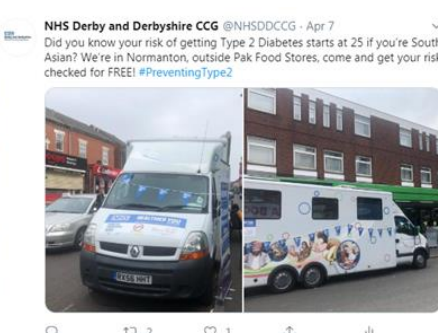 NHS Derby and Derbyshire CCG @NHSDDCCG · Apr 7
Did you know your risk of getting Type 2 Diabetes starts at 25 if you're South
Asian? We're in Normanton, outside Pak Food Stores, come and get your risk
checked for FREE! #PreventingType2
HEALTHIER YOU
2
1